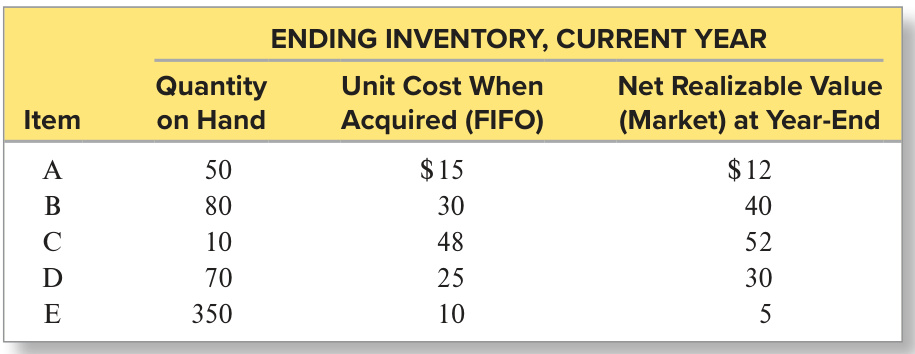 ENDING INVENTORY, CURRENT YEAR
Quantity Unit Cost When Net Realizable Value
Item on Hand Acquired (FIFO) (Market) at Year-End
A 50 $15 $12
B 80 30 40
C 10 48 52
D 70 25 30
E 350 10 5